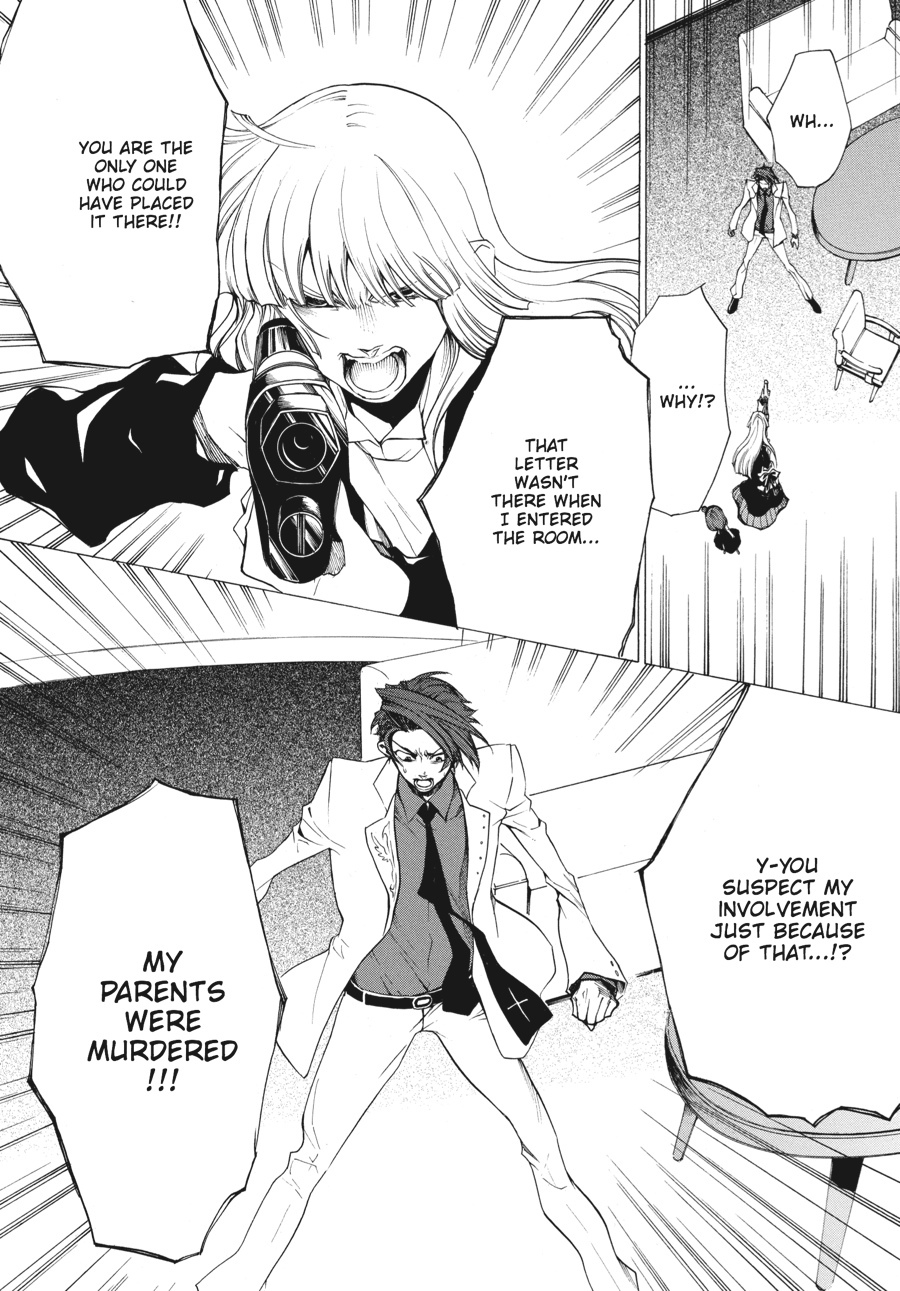 WH...
...
WHY!?
THAT
LETTER
WASN'T
THERE WHEN
I ENTERED
THE ROOM...
YOU ARE THE
ONLY ONE
WHO COULD
HAVE PLACED
IT THERE!!
Y-YOU
SUSPECT MY
INVOLVEMENT
JUST BECAUSE
OF THAT...!?
MY
PARENTS
WERE
MURDERED
!!!